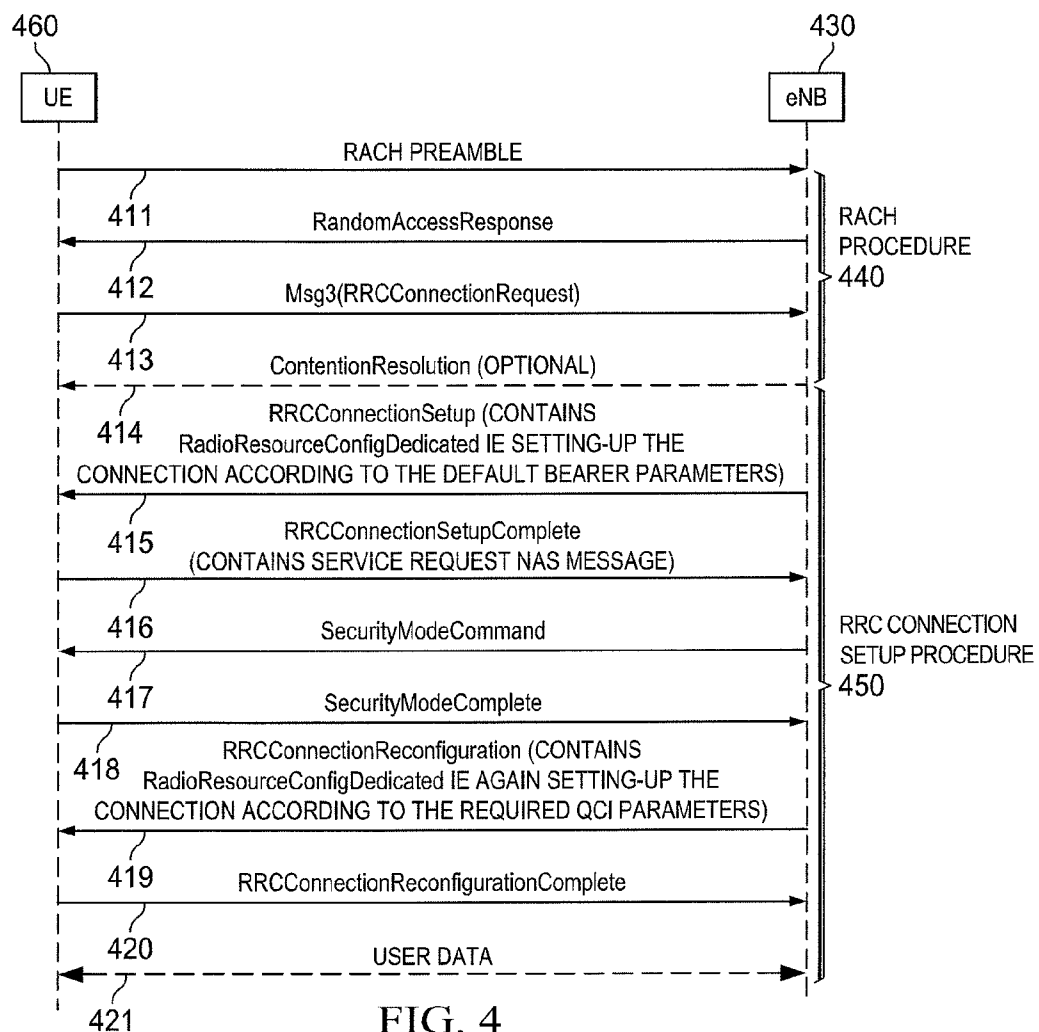 460
430
UE
eNB
RACH PREAMBLE
411
RandomAccessResponse
RACH
PROCEDURE
440
412
Msg3(RRCConnectionRequest)
413
ContentionResolution (OPTIONAL)
414
RRCConnectionSetup (CONTAINS
RadioResourceConfigDedicated IE SETTING-UP THE
CONNECTION ACCORDING TO THE DEFAULT BEARER PARAMETERS)
415
RRCConnectionSetupComplete
(CONTAINS SERVICE REQUEST NAS MESSAGE)
416
SecurityModeCommand
RRC CONNECTION
SETUP PROCEDURE
450
417
SecurityModeComplete
418
RRCConnectionReconfiguration (CONTAINS
RadioResourceConfigDedicated IE AGAIN SETTING-UP THE
CONNECTION ACCORDING TO THE REQUIRED QCI PARAMETERS)
419
RRCConnectionReconfigurationComplete
420
USER DATA
421
FIG. 4